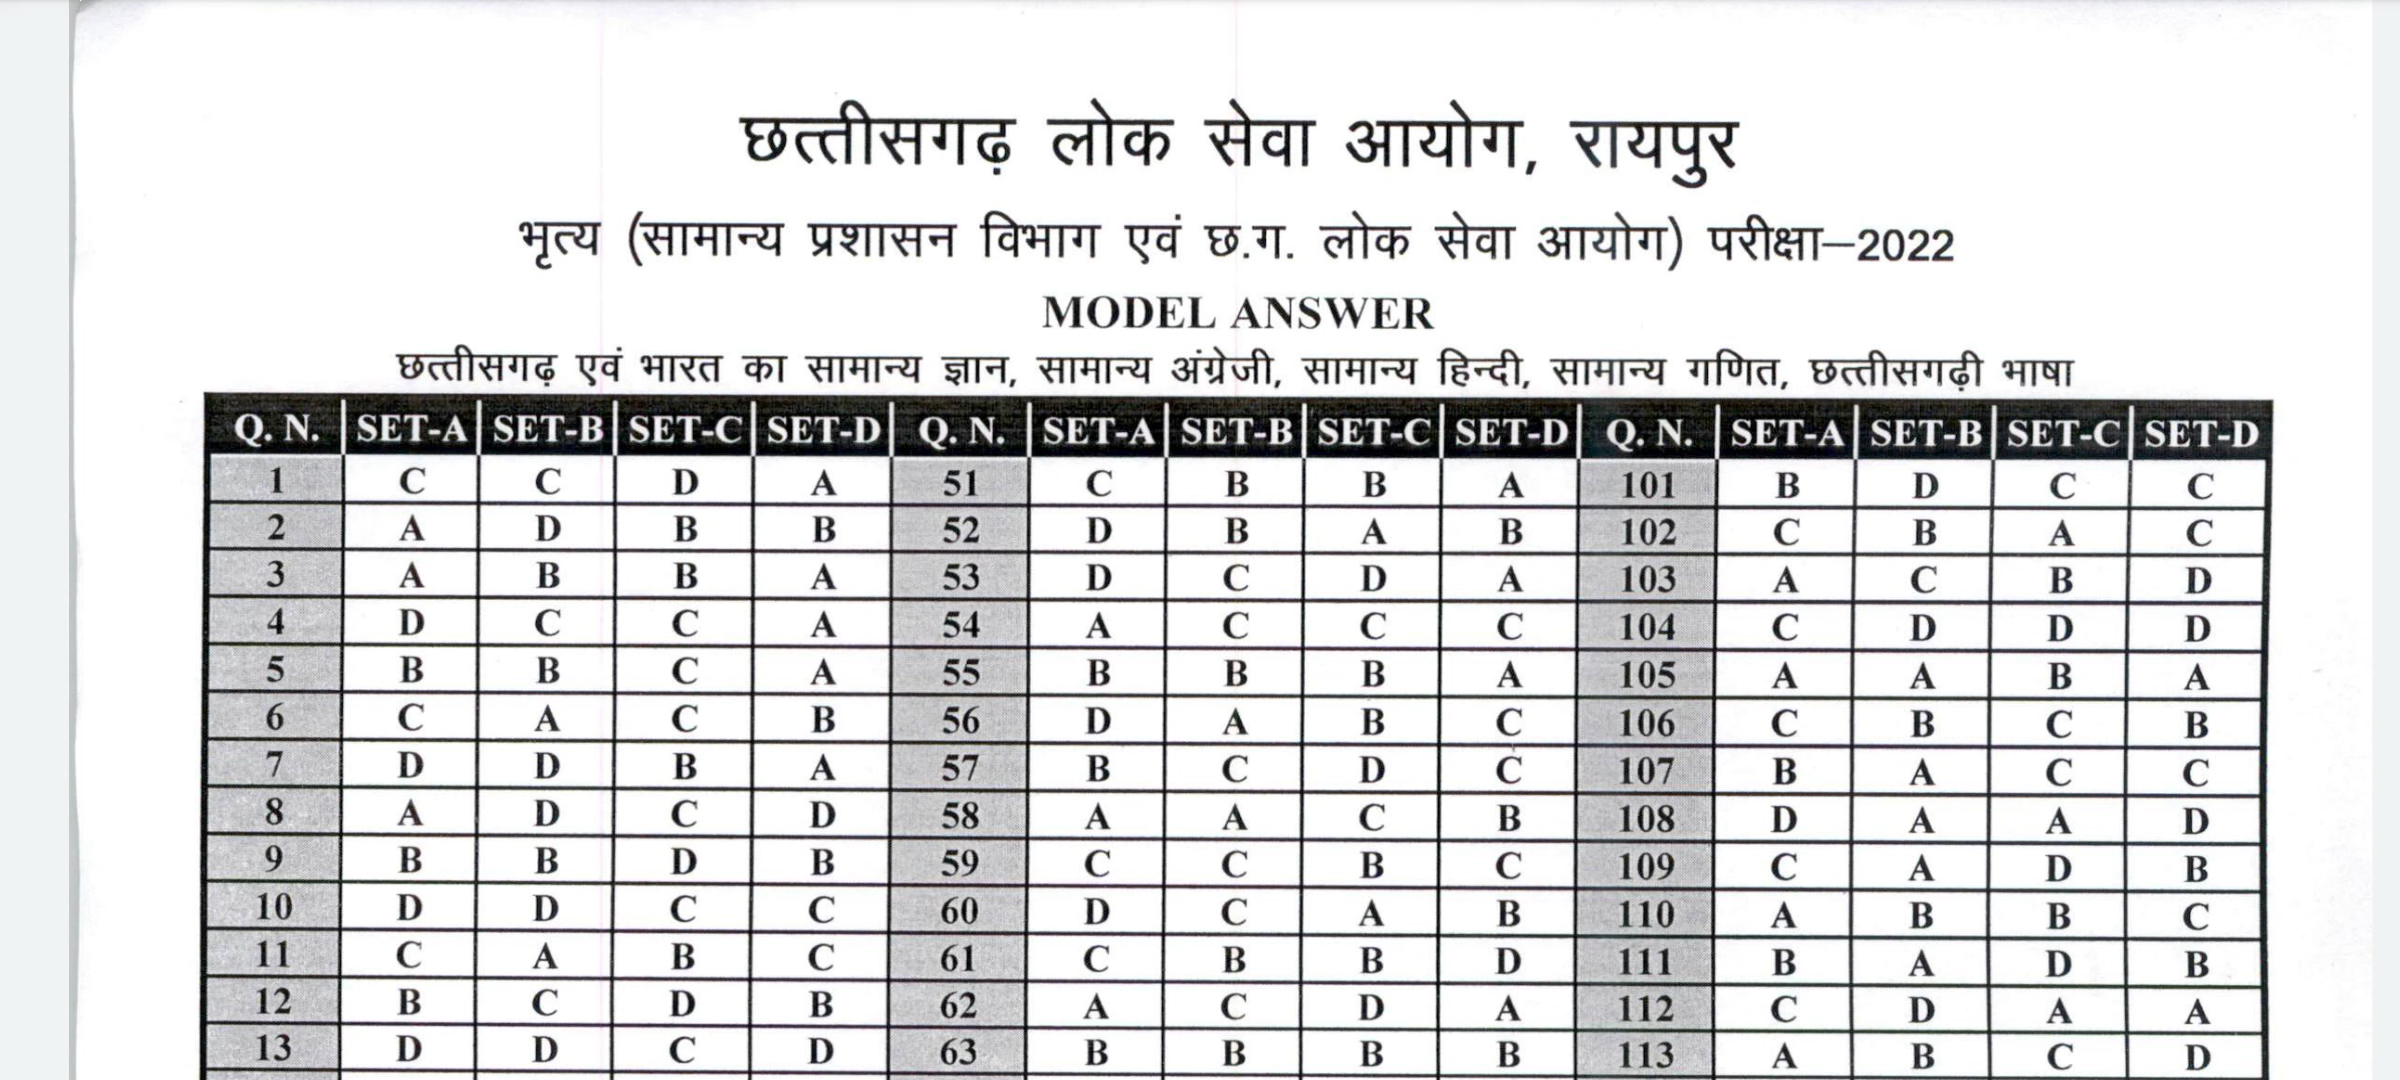 छत्तीसगढ़ लोक सेवा आयोग, रायपुर
भृत्य (सामान्य प्रशासन विभाग एवं छ.ग. लोक सेवा आयोग) परीक्षा–2022
MODEL ANSWER
छत्तीसगढ़ एवं भारत का सामान्य ज्ञान, सामान्य अंग्रेजी, सामान्य हिन्दी, सामान्य गणित, छत्तीसगढ़ी भाषा
Q. N. SET-A SET-B SET-C SET-D Q. N. SET-A SET-B SET-C SET-D Q. N. SET-A SET-B SET-C SET-D
1 C C D A 51 C B B A 101 B D C C
2 A D B B 52 D B A B 102 C B A C
3 A B B A 53 D C D A 103 A C B D
4 D C C A 54 A C C C 104 C D D D
5 B B C A 55 B B B A 105 A A B A
6 C A C B 56 D A B C 106 C B C B
7 D D B A 57 B C D C 107 B A C C
8 A D C D 58 A A C B 108 D A A D
9 B B D B 59 C C B C 109 C A D B
10 D D C C 60 D C A B 110 A B B C
11 C A B C 61 C B B D 111 B A D B
12 B C D B 62 A C D A 112 C D A A
13 D D C D 63 B B B B 113 A B C D